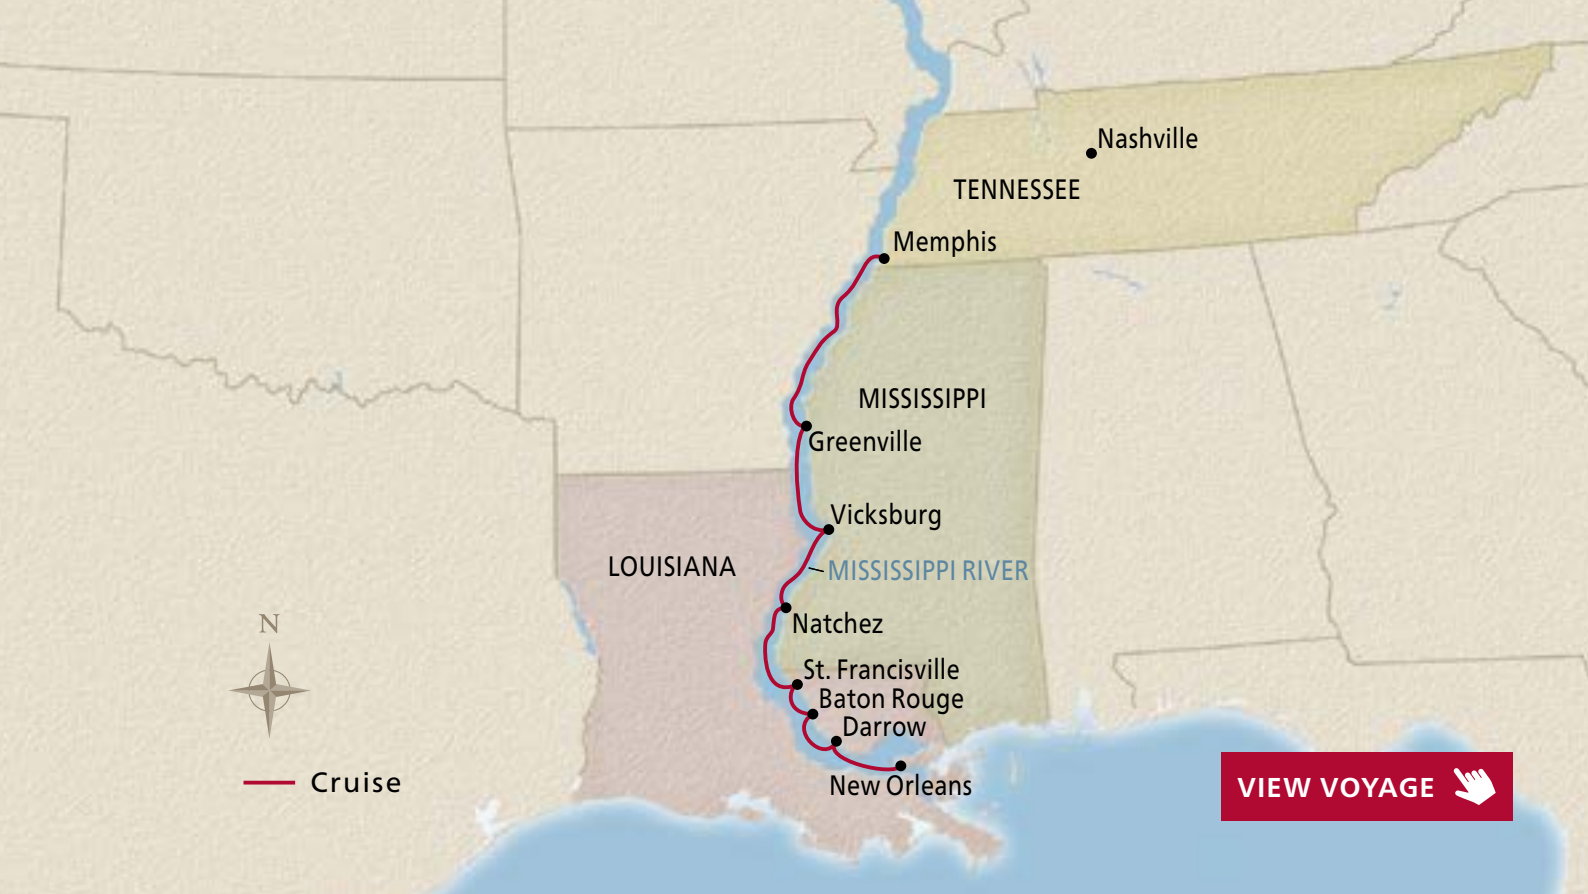 Nashville
TENNESSEE
Memphis
MISSISSIPPI
Greenville
Vicksburg
LOUISIANA
MISSISSIPPI RIVER
Natchez
N
St. Francisville
Baton Rouge
Darrow
New Orleans
Cruise
VIEW VOYAGE